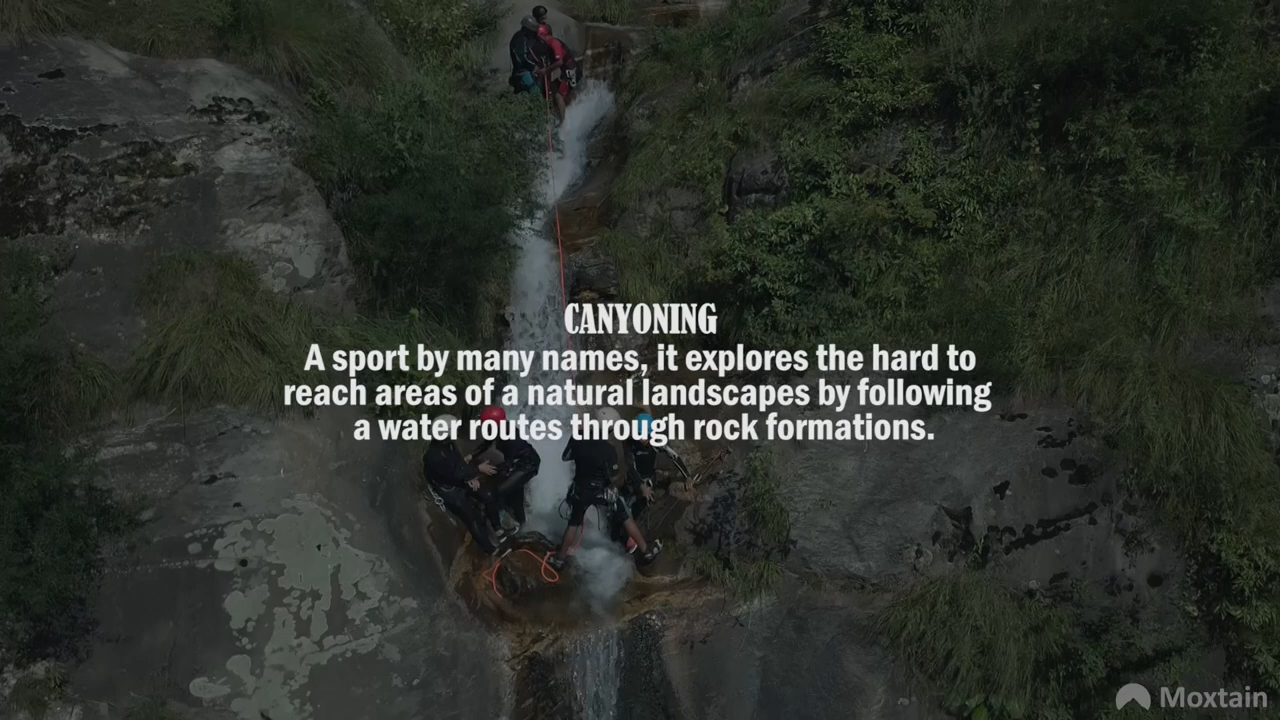 CANYONING
A sport by many names, it explores the hard to
reach areas of a natural landscapes by following
a water routes through rock formations.
Moxtain